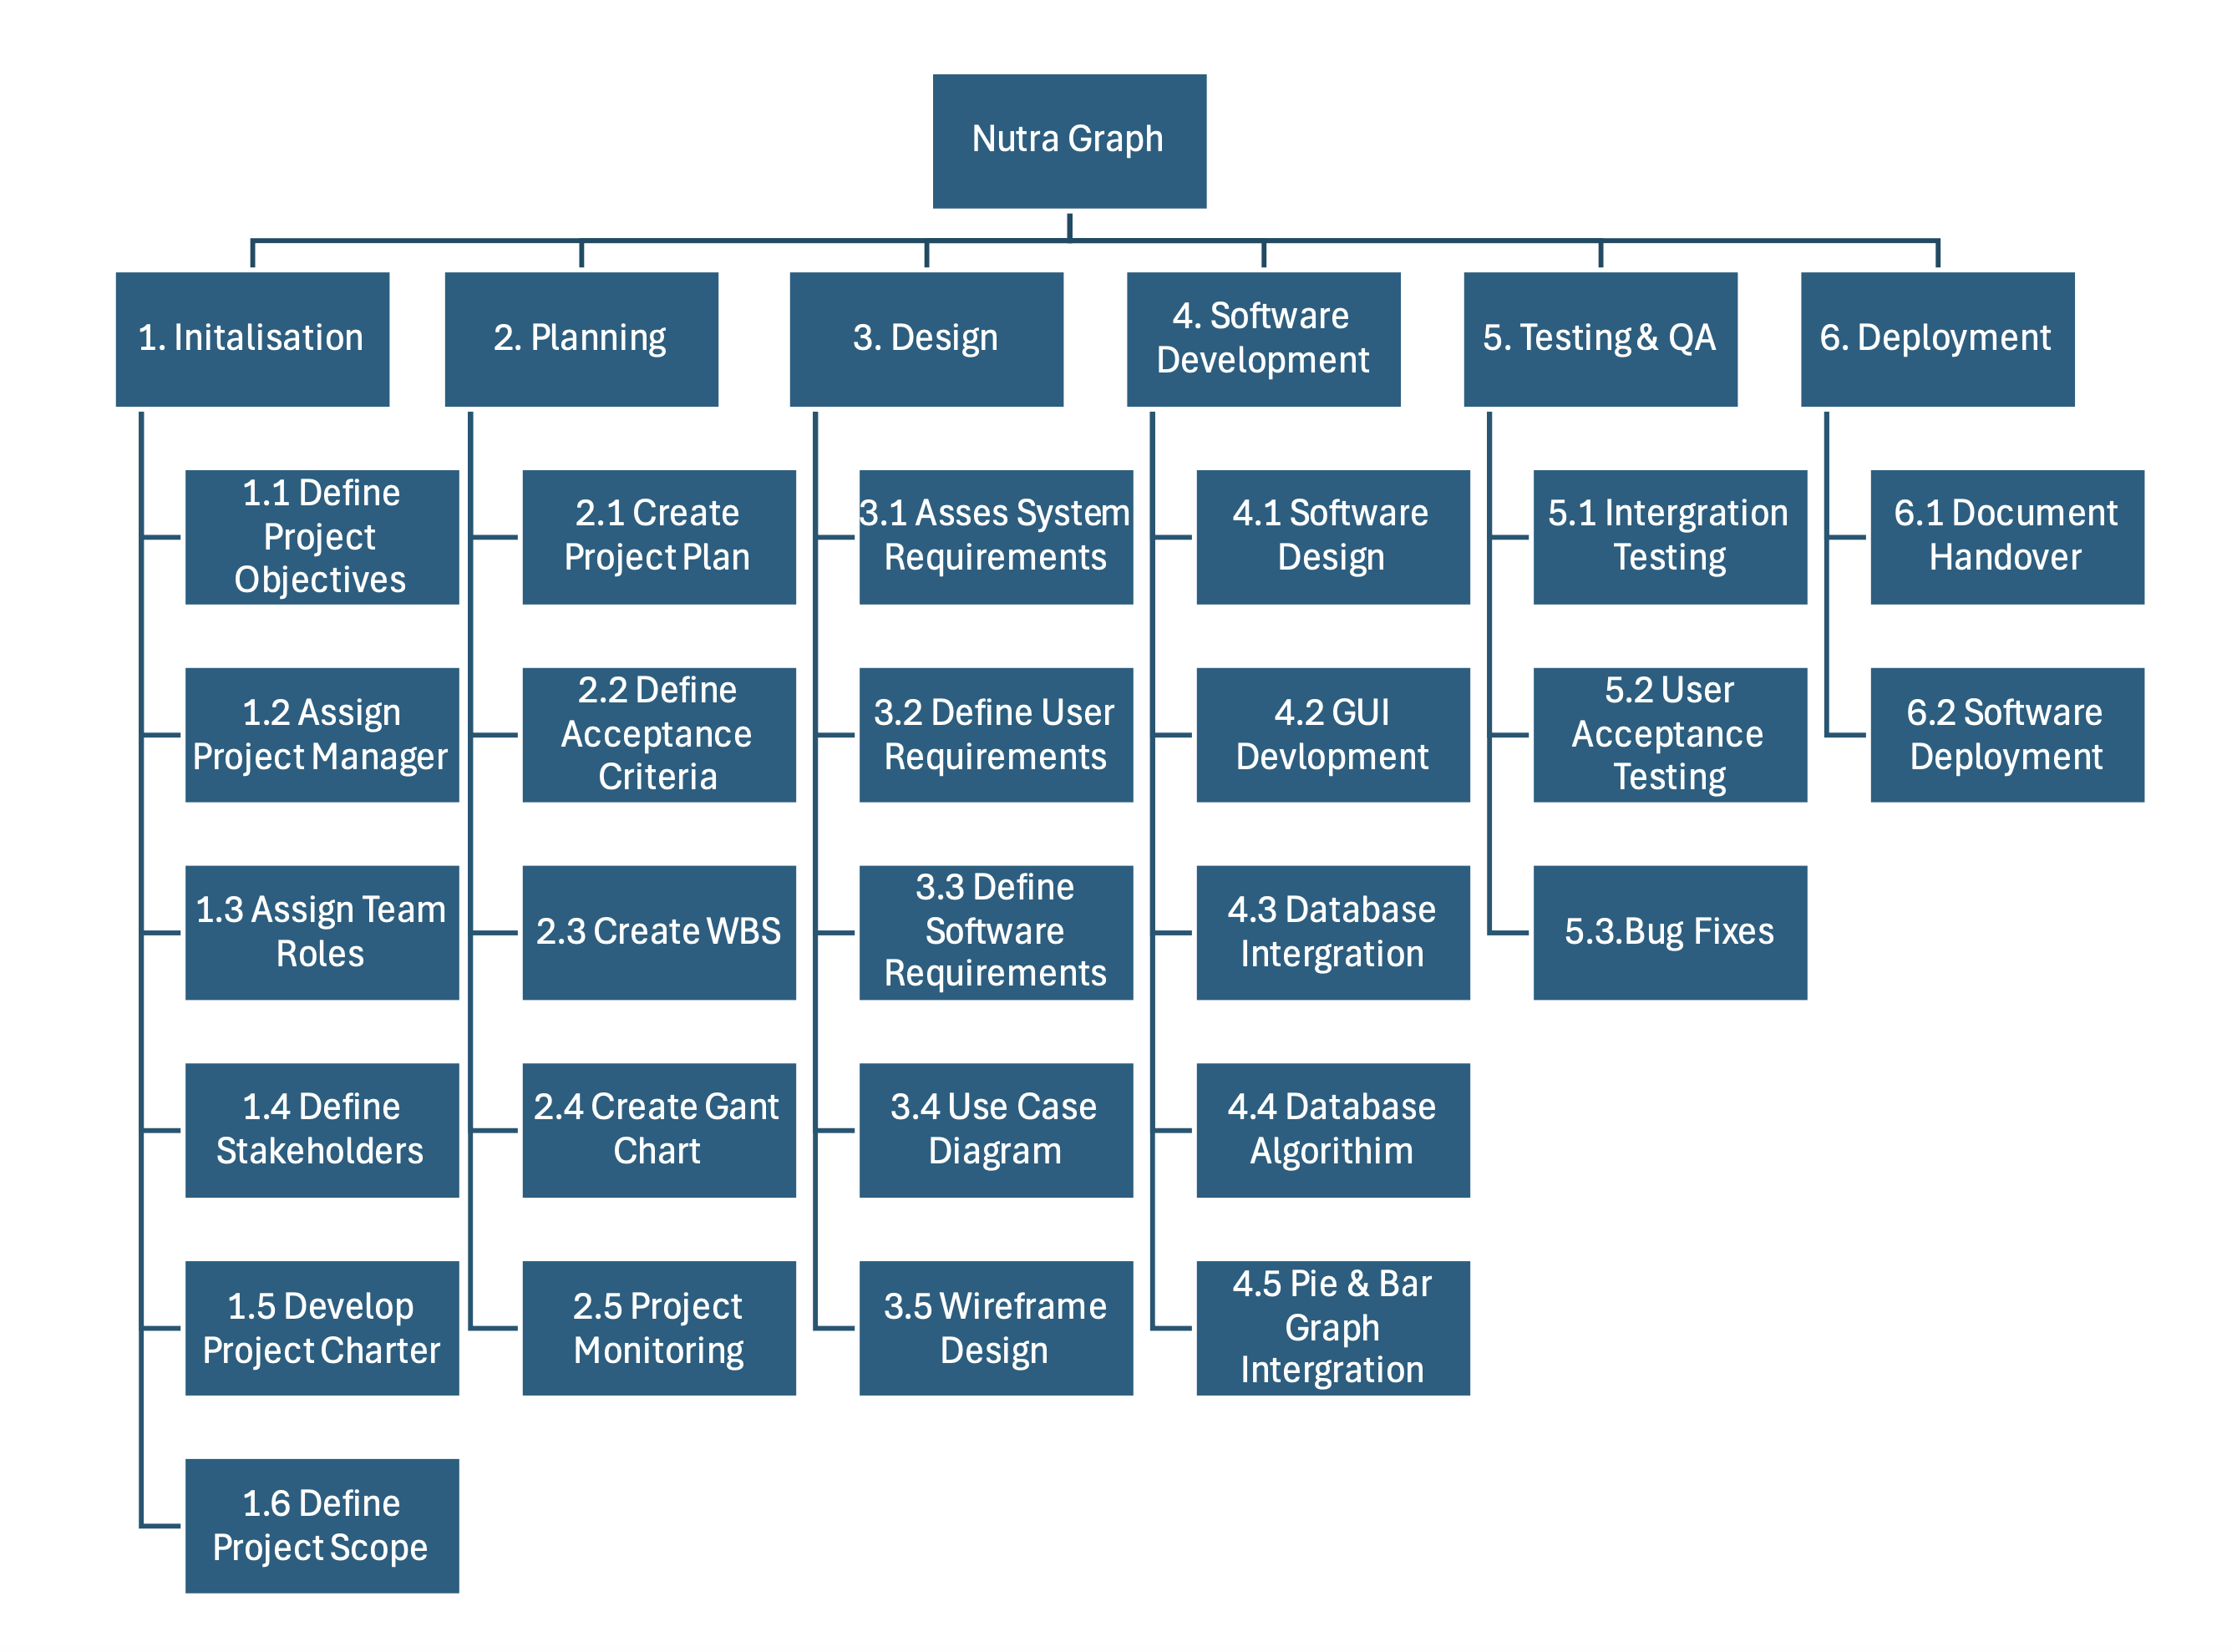 Nutra Graph
1. Initalisation
2. Planning
3. Design
4. Software
Development
5. Testing & QA
6. Deployment
1.1 Define
Project
Objectives
1.2 Assign
Project Manager
1.3 Assign Team
Roles
1.4 Define
Stakeholders
1.5 Develop
Project Charter
1.6 Define
Project Scope
2.1 Create
Project Plan
2.2 Define
Acceptance
Criteria
2.3 Create WBS
2.4 Create Gant
Chart
2.5 Project
Monitoring
3.1 Asses System
Requirements
3.2 Define User
Requirements
3.3 Define
Software
Requirements
3.4 Use Case
Diagram
3.5 Wireframe
Design
4.1 Software
Design
4.2 GUI
Devlopment
4.3 Database
Intergration
4.4 Database
Algorithim
4.5 Pie & Bar
Graph
Intergration
5.1 Intergration
Testing
5.2 User
Acceptance
Testing
5.3.Bug Fixes
6.1 Document
Handover
6.2 Software
Deployment